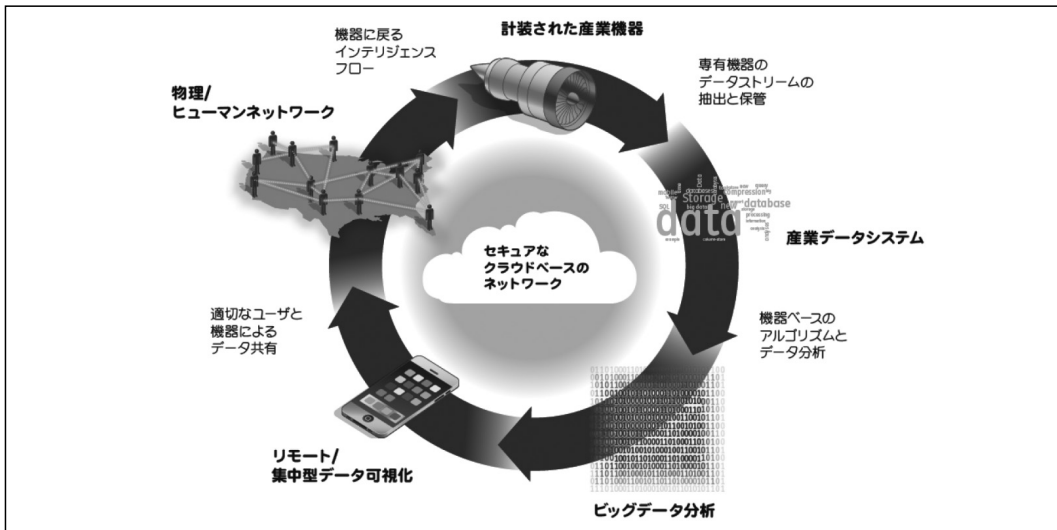 計装された産業機器
機器に戻る
インテリジェンス
フロー
専有機器の
データストリームの
抽出と保管
物理/
ヒューマンネットワーク
Storage
compression
database
big data
SQL
data
processing
産業データシステム
セキュアな
クラウドベースの
ネットワーク
機器ベースの
アルゴリズムと
データ分析
適切なユーザと
機器による
データ共有
リモート/
集中型データ可視化
ビッグデータ分析